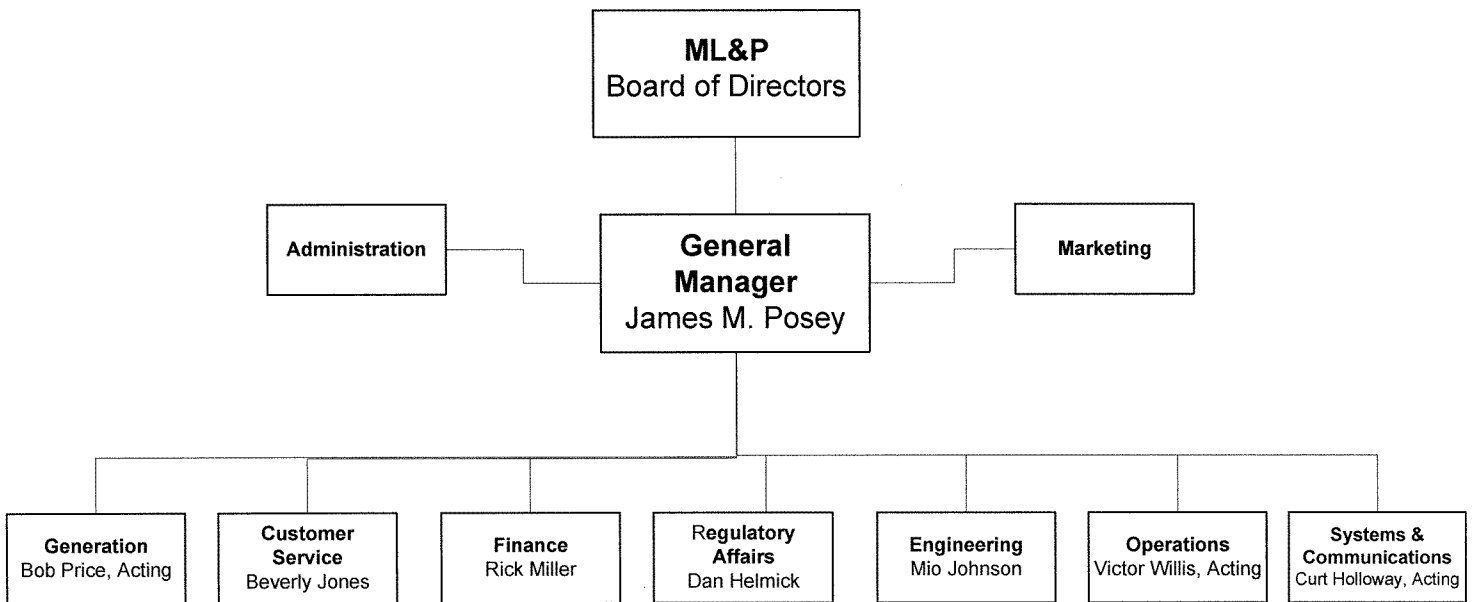 ML&P
Board of Directors
Administration
General
Manager
James M. Posey
Marketing
Generation
Bob Price, Acting
Customer
Service
Beverly Jones
Finance
Rick Miller
Regulatory
Affairs
Dan Helmick
Engineering
Mio Johnson
Operations
Victor Willis, Acting
Systems &
Communications
Curt Holloway, Acting